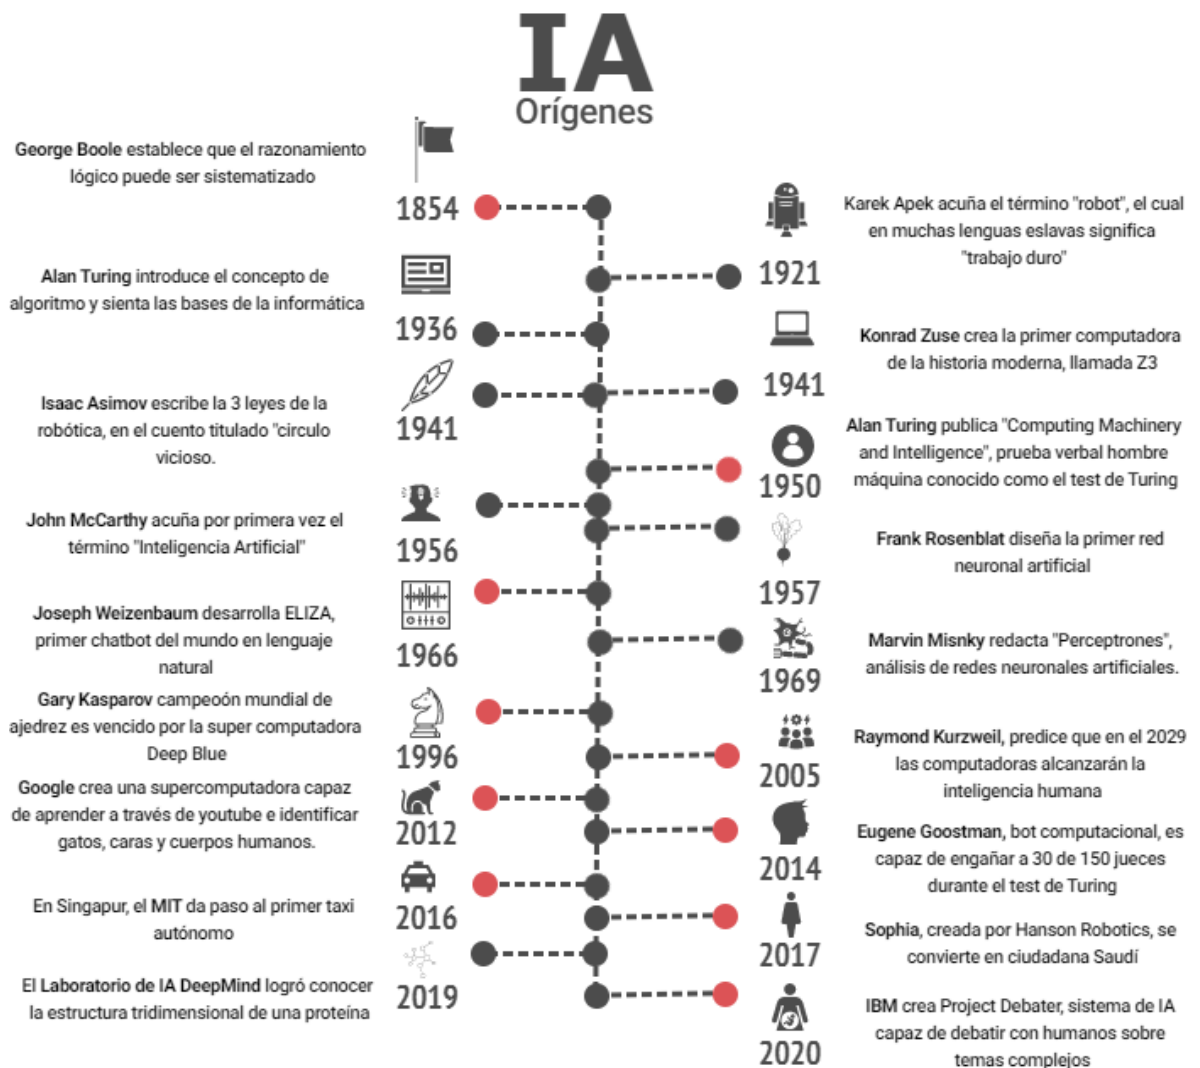 IA
Orígenes
George Boole establece que el razonamiento
lógico puede ser sistematizado
1854
Karek Apek acuña el término "robot", el cual
en muchas lenguas eslavas significa
"trabajo duro"
1921
Alan Turing introduce el concepto de
algoritmo y sienta las bases de la informática
1936
Konrad Zuse crea la primer computadora
de la historia moderna, llamada Z3
1941
Isaac Asimov escribe la 3 leyes de la
robótica, en el cuento titulado "circulo
vicioso.
1941
Alan Turing publica "Computing Machinery
and Intelligence", prueba verbal hombre
máquina conocido como el test de Turing
1950
John McCarthy acuña por primera vez el
término "Inteligencia Artificial"
1956
Frank Rosenblat diseña la primer red
neuronal artificial
1957
Joseph Weizenbaum desarrolla ELIZA,
primer chatbot del mundo en lenguaje
natural
1966
Marvin Misnky redacta "Perceptrones",
análisis de redes neuronales artificiales.
1969
Gary Kasparov campeón mundial de
ajedrez es vencido por la super computadora
Deep Blue
1996
Raymond Kurzweil, predice que en el 2029
las computadoras alcanzarán la
inteligencia humana
2005
Google crea una supercomputadora capaz
de aprender a través de youtube e identificar
gatos, caras y cuerpos humanos.
2012
Eugene Goostman, bot computacional, es
capaz de engañar a 30 de 150 jueces
durante el test de Turing
2014
En Singapur, el MIT da paso al primer taxi
autónomo
2016
Sophia, creada por Hanson Robotics, se
convierte en ciudadana Saudí
2017
El Laboratorio de IA DeepMind logró conocer
la estructura tridimensional de una proteína
2019
IBM crea Project Debater, sistema de IA
capaz de debatir con humanos sobre
temas complejos
2020